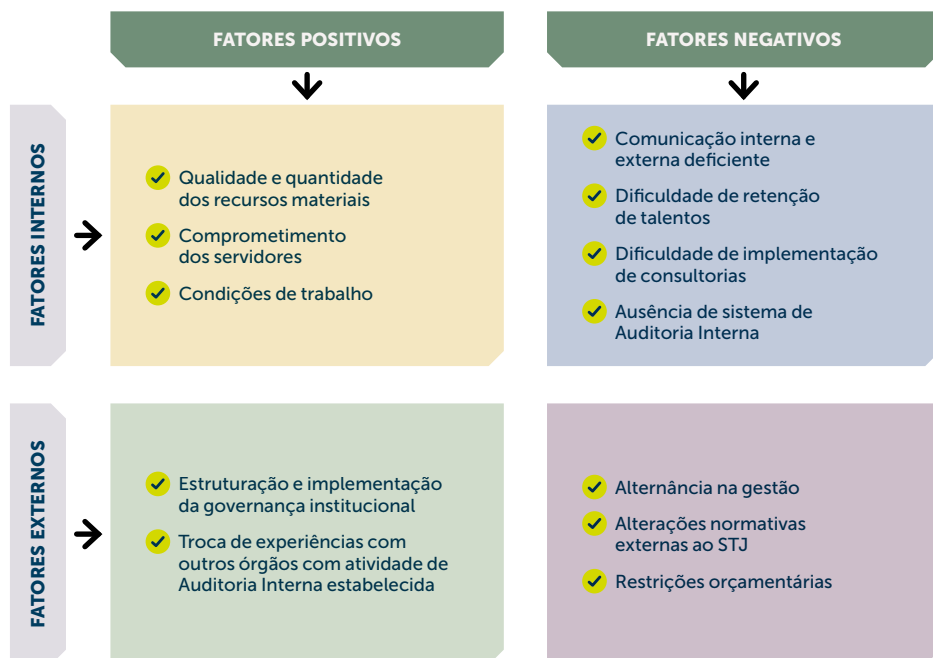 FATORES POSITIVOS
FATORES NEGATIVOS
FATORES INTERNOS
Qualidade e quantidade
dos recursos materiais
Comprometimento
dos servidores
Condições de trabalho
Comunicação interna e
externa deficiente
Dificuldade de retenção
de talentos
Dificuldade de implementação
de consultorias
Ausência de sistema de
Auditoria Interna
FATORES EXTERNOS
Estruturação e implementação
da governança institucional
Troca de experiências com
outros órgãos com atividade de
Auditoria Interna estabelecida
Alternância na gestão
Alterações normativas
externas ao STJ
Restrições orçamentárias